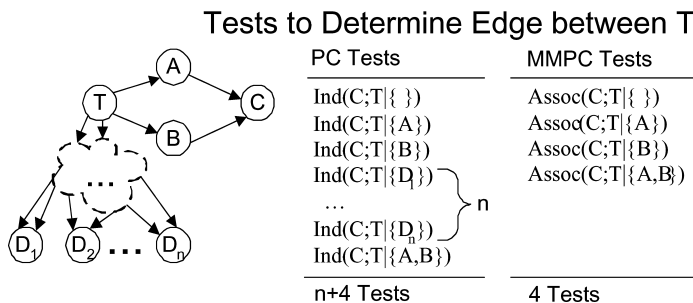 Tests to Determine Edge between T
PC Tests
Ind(C;T|{ })
Ind(C;T|{A})
Ind(C;T|{B})
Ind(C;T|{D₁})
...
Ind(C;T|{Dₙ})
Ind(C;T|{A,B})
n
n+4 Tests
MMPC Tests
Assoc(C;T|{ })
Assoc(C;T|{A})
Assoc(C;T|{B})
Assoc(C;T|{A,B})
4 Tests
A
T
C
B
...
D₁
D₂
...
Dₙ